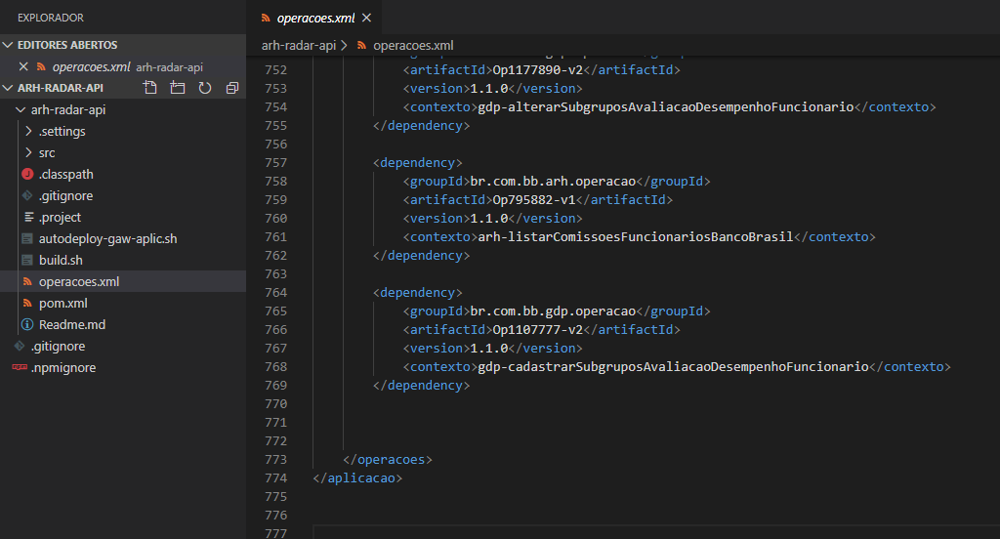 EXPLORADOR
EDITORES ABERTOS
operacoes.xml arh-radar-api
ARH-RADAR-API
arh-radar-api
.settings
src
.classpath
.gitignore
.project
autodeploy-gaw-aplic.sh
build.sh
operacoes.xml
pom.xml
Readme.md
.gitignore
.npmignore
operacoes.xml
arh-radar-api > operacoes.xml
752 <artifactId>Op1177890-v2</artifactId>
753 <version>1.1.0</version>
754 <contexto>gdp-alterarSubgruposAvaliacaoDesempenhoFuncionario</contexto>
755 </dependency>
756
757 <dependency>
758 <groupId>br.com.bb.arh.operacao</groupId>
759 <artifactId>Op795882-v1</artifactId>
760 <version>1.1.0</version>
761 <contexto>arh-listarComissoesFuncionariosBancoBrasil</contexto>
762 </dependency>
763
764 <dependency>
765 <groupId>br.com.bb.gdp.operacao</groupId>
766 <artifactId>Op1107777-v2</artifactId>
767 <version>1.1.0</version>
768 <contexto>gdp-cadastrarSubgruposAvaliacaoDesempenhoFuncionario</contexto>
769 </dependency>
770
771
772
773 </operacoes>
774 </aplicacao>
775
776
777